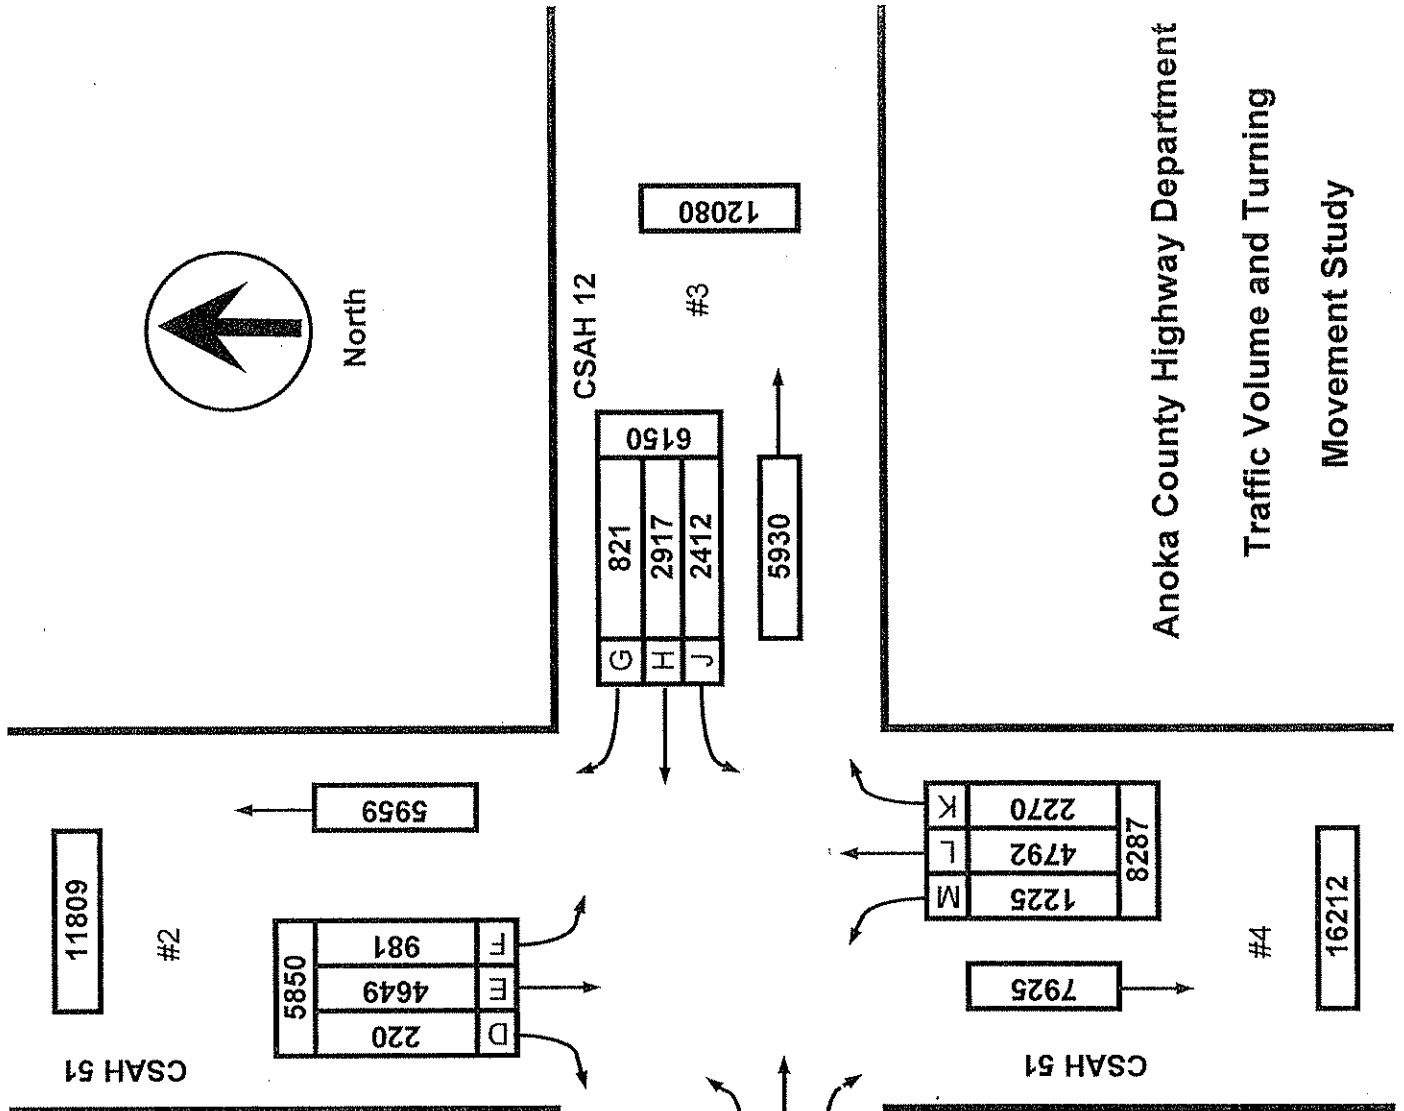 North
CSAH 51
11809
#2
5959
5850
220
4649
981
D
E
F
CSAH 12
#3
12080
6150
G 821
H 2917
J 2412
5930
M
L
K
1225
4792
2270
8287
7925
#4
16212
CSAH 51
Anoka County Highway Department
Traffic Volume and Turning
Movement Study